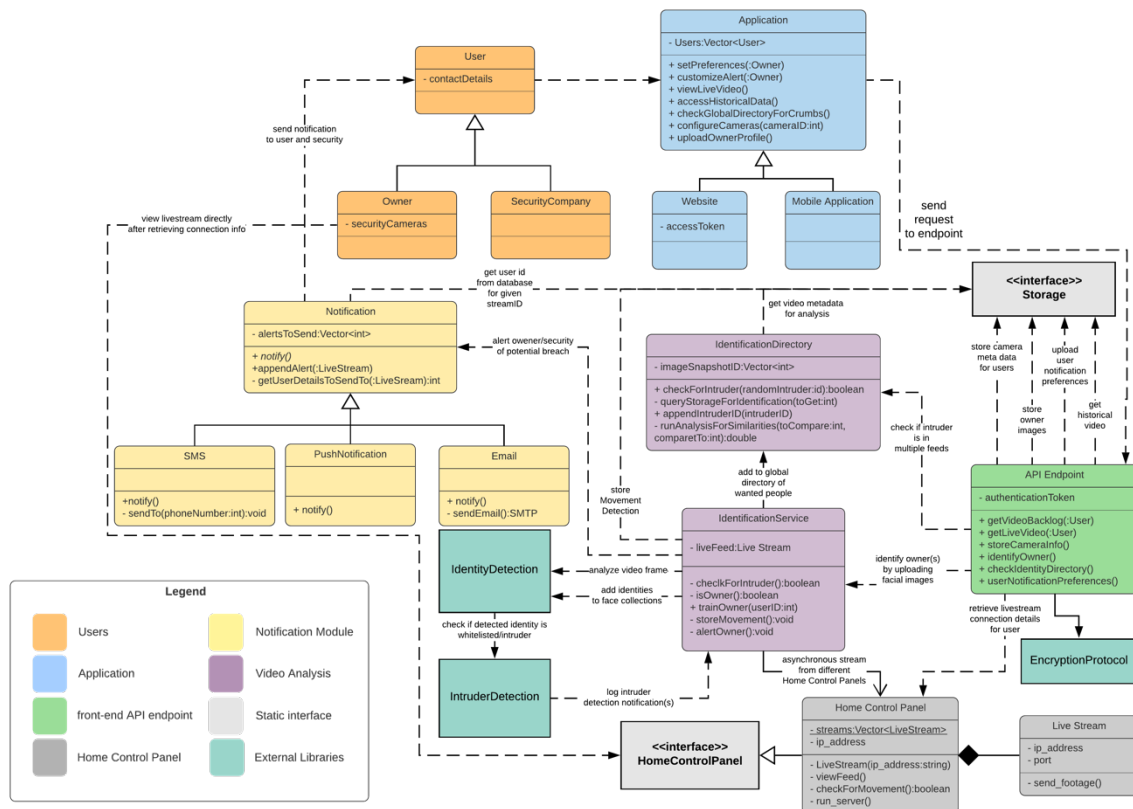 Application
- Users:Vector<User>
+ setPreferences(:Owner)
+ customizeAlert(:Owner)
+ viewLiveVideo()
+ accessHistoricalData()
+ checkGlobalDirectoryForCrumbs()
+ configureCameras(cameraID:int)
+ uploadOwnerProfile()
User
- contactDetails
send notification
to user and security
Owner
- securityCameras
SecurityCompany
Website
- accessToken
Mobile Application
send
request
to endpoint
view livestream directly
after retrieving connection info
get user id
from database
for given
streamID
<<interface>>
Storage
Notification
- alertsToSend:Vector<int>
+ notify()
+appendAlert(:LiveStream)
- getUserDetailsToSendTo(:LiveSream):int
alert owener/security
of potential breach
get video metadata
for analysis
IdentificationDirectory
- imageSnapshotID:Vector<int>
+ checkForIntruder(randomIntruder:id):boolean
- queryStorageForIdentification(toGet:int)
+ appendIntruderID(intruderID)
- runAnalysisForSimilarities(toCompare:int,
comparetTo:int):double
store camera
meta data
for users
upload
user
notification
preferences
store
owner
images
get
historical
video
check if intruder
is in
multiple feeds
SMS
+notify()
- sendTo(phoneNumber:int):void
PushNotification
+ notify()
Email
+ notify()
- sendEmail():SMTP
store
Movement
Detection
add to global
directory of
wanted people
API Endpoint
- authenticationToken
+ getVideoBacklog(:User)
+ getLiveVideo(:User)
+ storeCameraInfo()
+ identifyOwner()
+ checkIdentityDirectory()
+ userNotificationPreferences()
IdentificationService
- liveFeed:Live Stream
- checlkForIntruder():boolean
- isOwner():boolean
+ trainOwner(userID:int)
- storeMovement():void
- alertOwner():void
identify owner(s)
by uploading
facial images
IdentityDetection
analyze video frame
add identities
to face collections
check if detected identity is
whitelisted/intruder
IntruderDetection
log intruder
detection notification(s)
retrieve livestream
connection details
for user
EncryptionProtocol
asynchronous stream
from different
Home Control Panels
<<interface>>
HomeControlPanel
Home Control Panel
- streams:Vector<LiveStream>
- ip_address
- LiveStream(ip_address:string)
- viewFeed()
- checkForMovement():boolean
- run_server()
Live Stream
- ip_address
- port
- send_footage()
Legend
Users
Notification Module
Application
Video Analysis
front-end API endpoint
Static interface
Home Control Panel
External Libraries